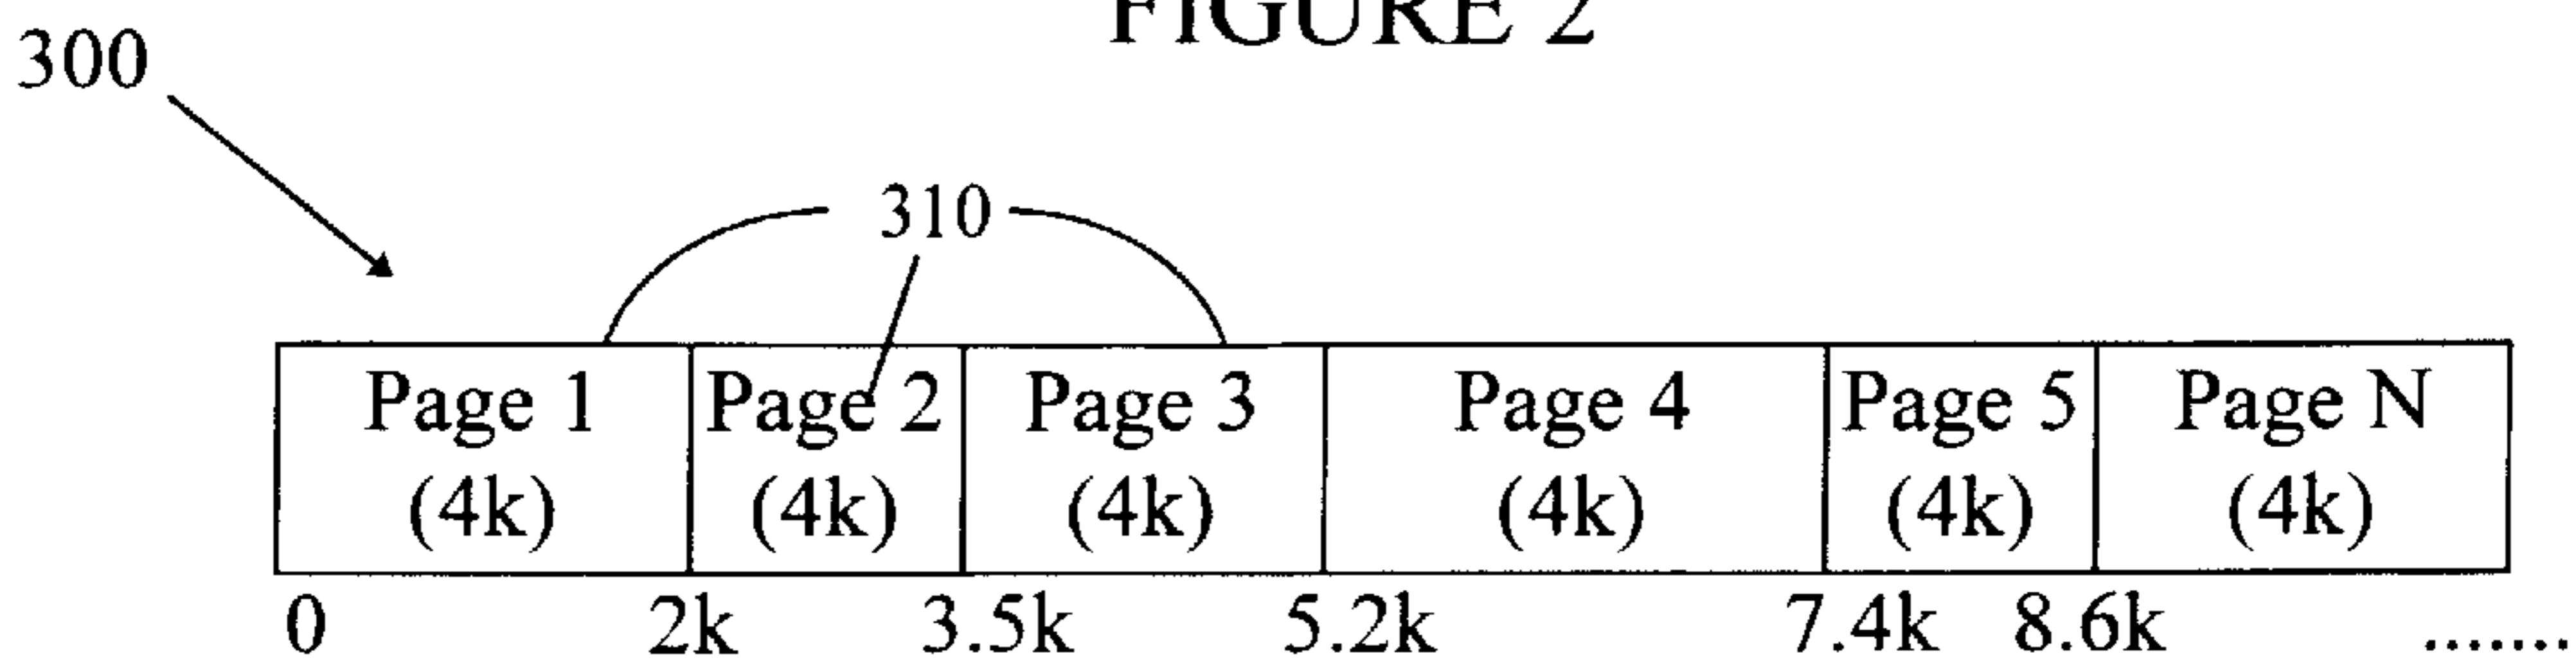 FIGURE 2
300
310
Page 1 Page 2 Page 3 Page 4 Page 5 Page N
(4k) (4k) (4k) (4k) (4k) (4k)
0 2k 3.5k 5.2k 7.4k 8.6k .......